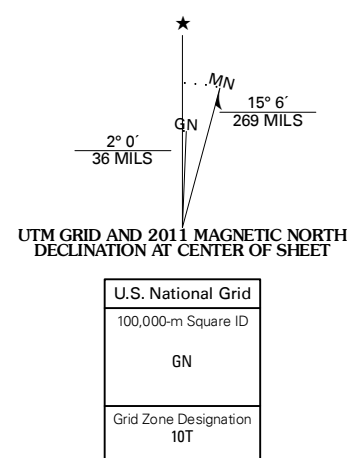 ★
MN
15° 6´
269 MILS
GN
2° 0´
36 MILS
UTM GRID AND 2011 MAGNETIC NORTH
DECLINATION AT CENTER OF SHEET
U.S. National Grid
100,000-m Square ID
GN
Grid Zone Designation
10T